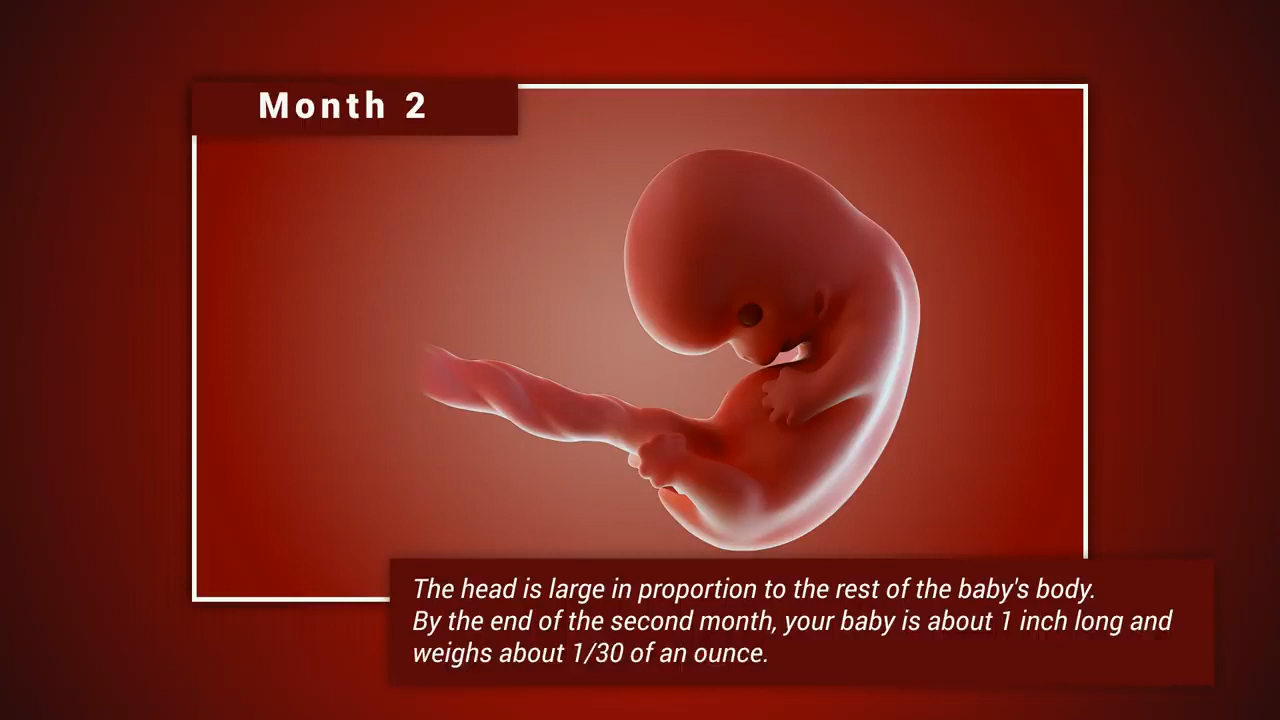 Month 2
The head is large in proportion to the rest of the baby's body.
By the end of the second month, your baby is about 1 inch long and
weighs about 1/30 of an ounce.